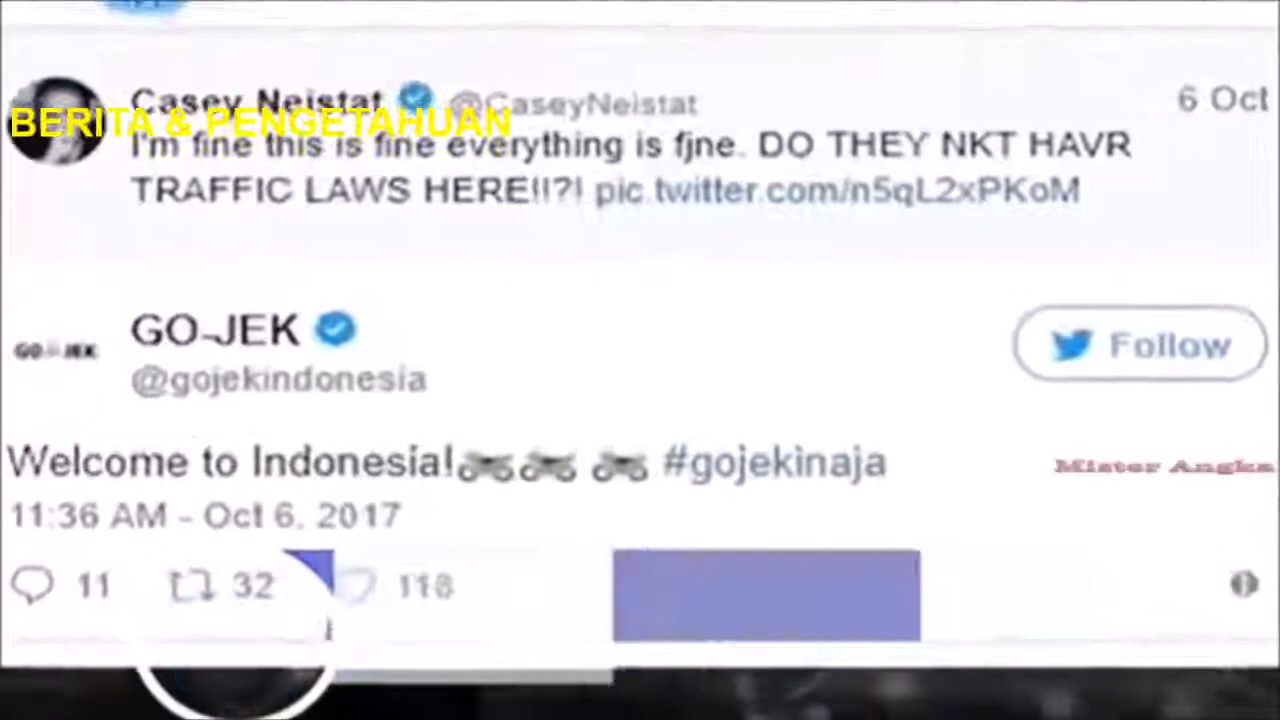 Casey Neistat @CaseyNeistat 6 Oct
BERITA & PENGETAHUAN
I'm fine this is fine everything is fjne. DO THEY NKT HAVR
TRAFFIC LAWS HERE!!?! pic.twitter.com/n5qL2xPKoM
GO-JEK
GO-JEK
Follow
@gojekindonesia
Welcome to Indonesia! #gojekinaja
Mister Angka
11:36 AM - Oct 6, 2017
11 32 118